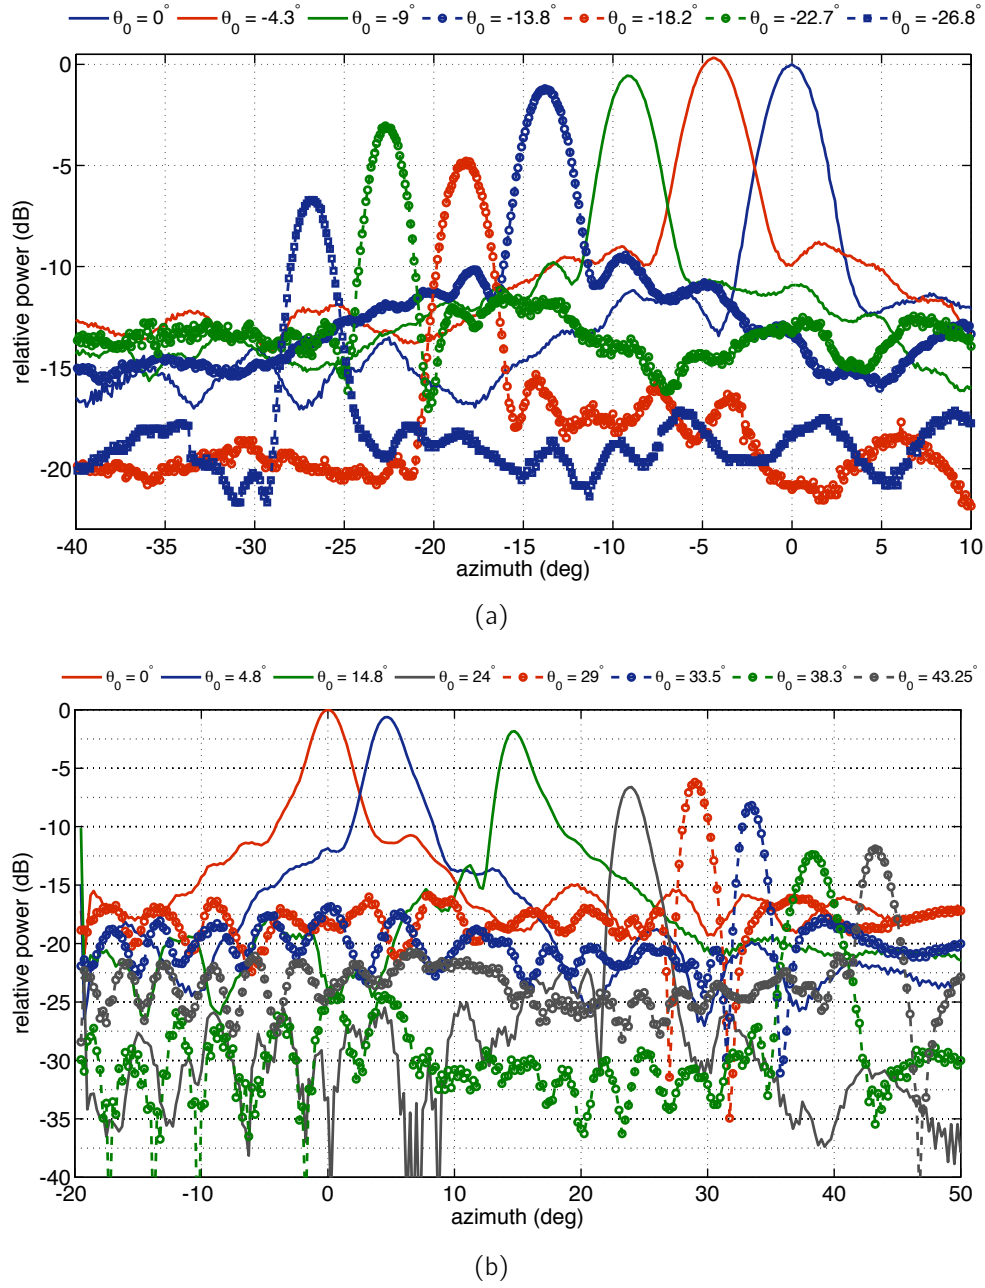 (a)
θ0 = 0° θ0 = -4.3° θ0 = -9° θ0 = -13.8° θ0 = -18.2° θ0 = -22.7° θ0 = -26.8°
0
-5
-10
-15
-20
relative power (dB)
-40 -35 -30 -25 -20 -15 -10 -5 0 5 10
azimuth (deg)
(a)
θ0 = 0° θ0 = 4.8° θ0 = 14.8° θ0 = 24° θ0 = 29° θ0 = 33.5° θ0 = 38.3° θ0 = 43.25°
0
-5
-10
-15
-20
-25
-30
-35
-40
relative power (dB)
-20 -10 0 10 20 30 40 50
azimuth (deg)
(b)